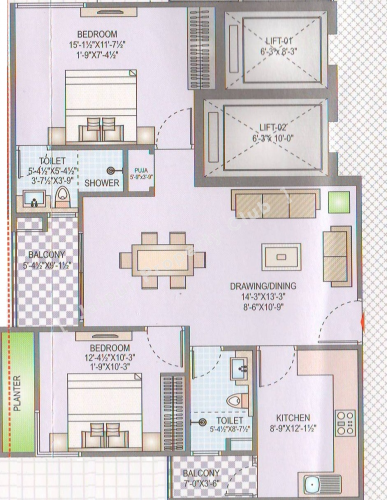 BEDROOM
15'-1½"X11'-7½"
1'-9"X7'-4½"
LIFT-01
6'-3"x 8'-3"
LIFT-02
6'-3"x 10'-0"
TOILET
5'-4½"X5'-4½"
3'-7½"X3'-9"
SHOWER
PUJA
BALCONY
5'-4½"X9'-1½"
DRAWING/DINING
14'-3"X13'-3"
8'-6"X10'-9"
BEDROOM
12'-4½"X10'-3"
1'-9"X10'-3"
PLANTER
TOILET
5'-4½"X8'-7½"
KITCHEN
8'-9"X12'-1½"
BALCONY
7'-0"X3'-6"